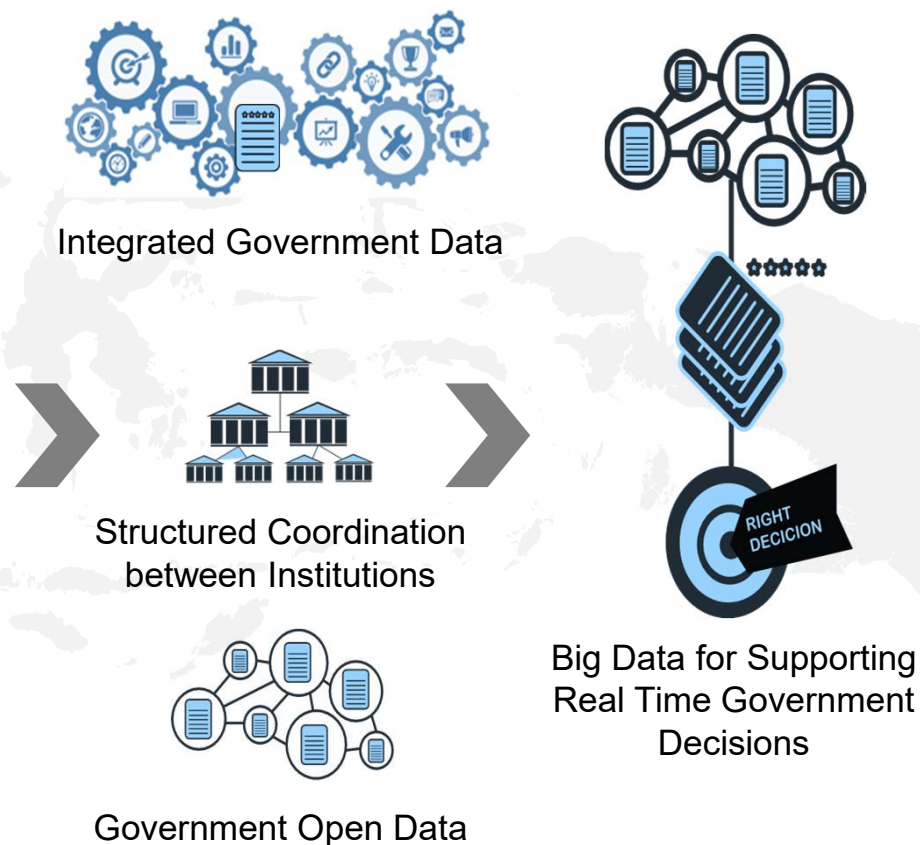 Integrated Government Data
Structured Coordination
between Institutions
Government Open Data
RIGHT
DECICION
Big Data for Supporting
Real Time Government
Decisions